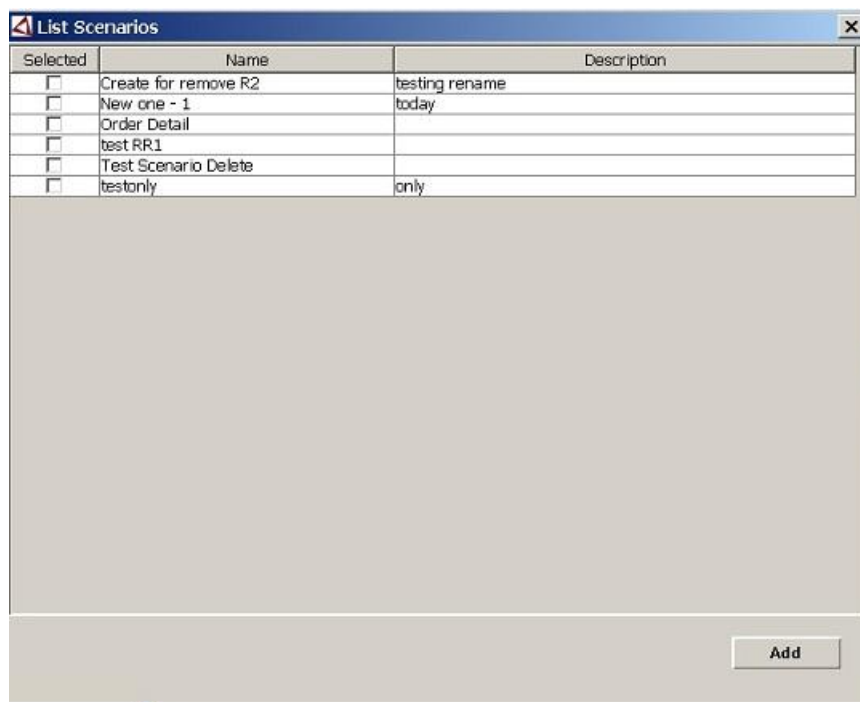 List Scenarios
Selected Name Description
Create for remove R2 testing rename
New one - 1 today
Order Detail
test RR1
Test Scenario Delete
testonly only
Add